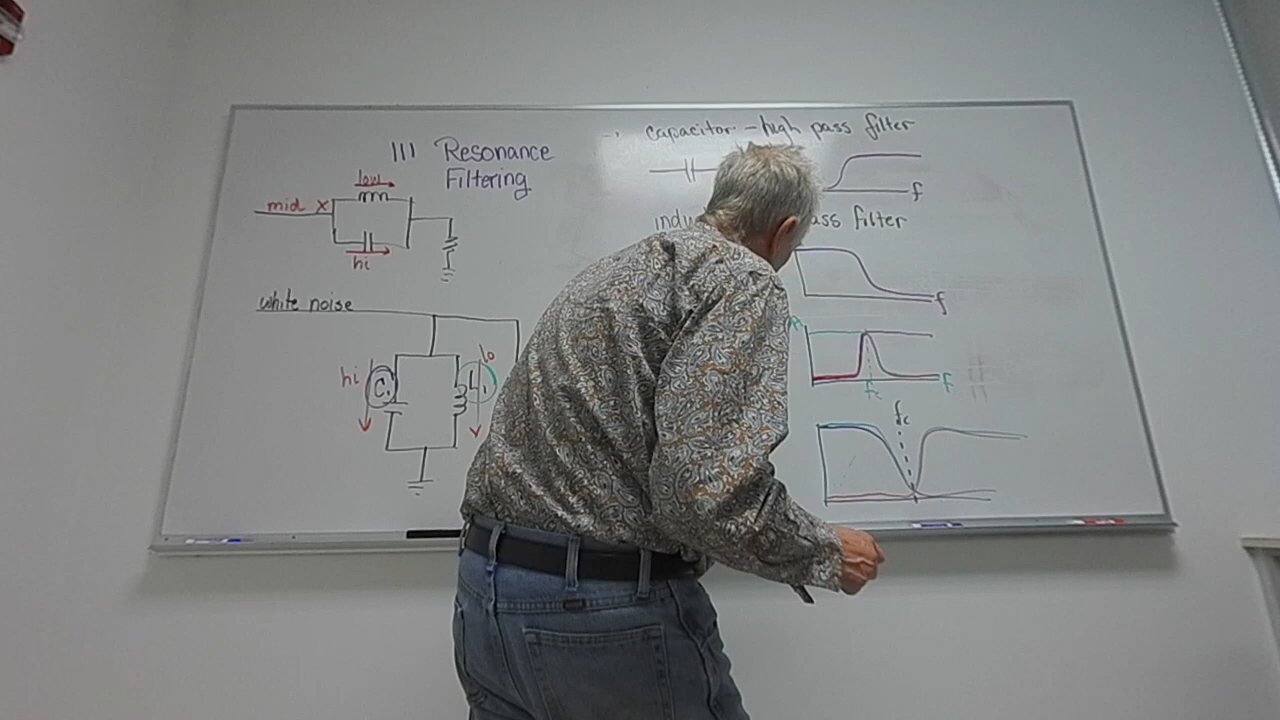 III Resonance
Filtering
low
mid x
hi
white noise
hi
C1
lo
L1
capacitor - high pass filter
f
pass filter
f
f
fc
fc